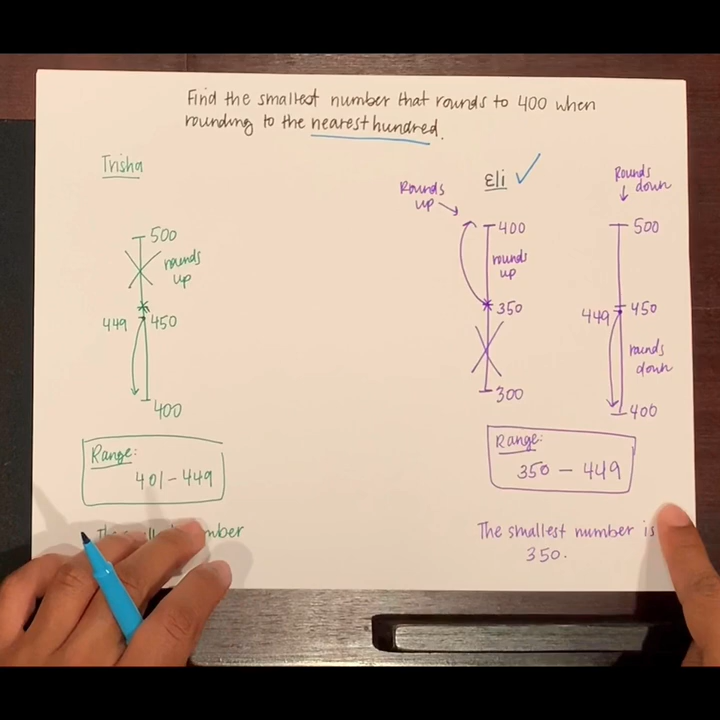 Find the smallest number that rounds to 400 when
rounding to the nearest hundred.
Trisha
500
rounds
up
449
450
400
Range:
401 - 449
number
Eli
Rounds
up
400
rounds
up
350
300
Rounds
down
500
449
450
rounds
down
400
Range:
350 - 449
The smallest number is
350.